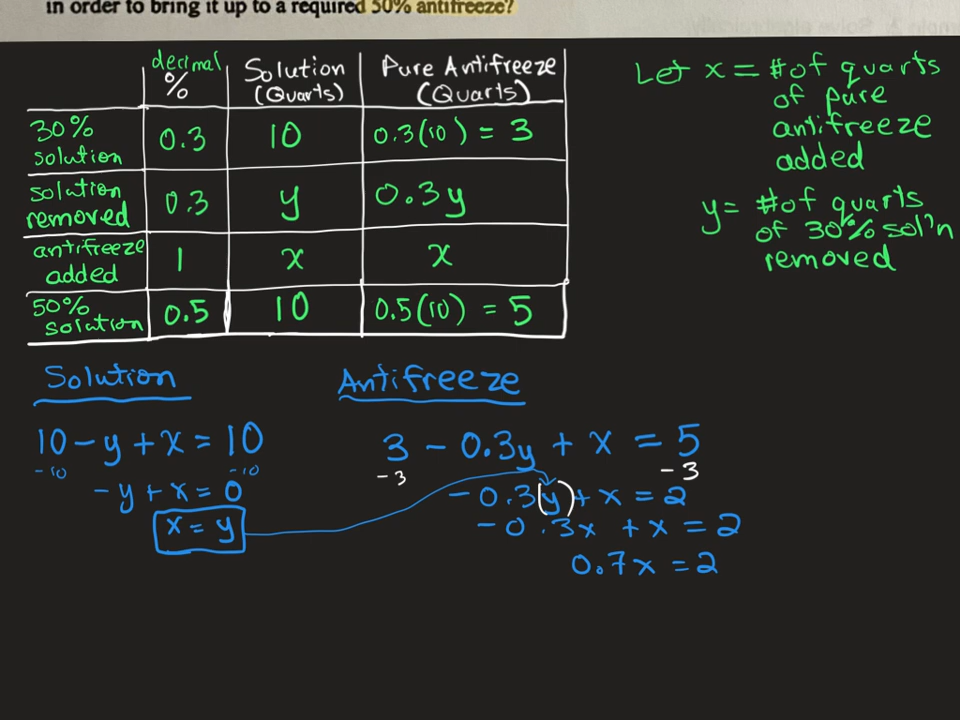 in order to bring it up to a required 50% antifreeze?
decimal % Solution (Quarts) Pure Antifreeze (Quarts)
30% solution 0.3 10 0.3(10) = 3
solution removed 0.3 y 0.3y
antifreeze added 1 x x
50% solution 0.5 10 0.5(10) = 5
Let x = # of quarts
of pure
antifreeze
added
y = # of quarts
of 30% sol'n
removed
Solution
10 - y + x = 10
-10 -10
-y + x = 0
x = y
Antifreeze
3 - 0.3y + x = 5
-3 -3
-0.3(y) + x = 2
-0.3x + x = 2
0.7x = 2